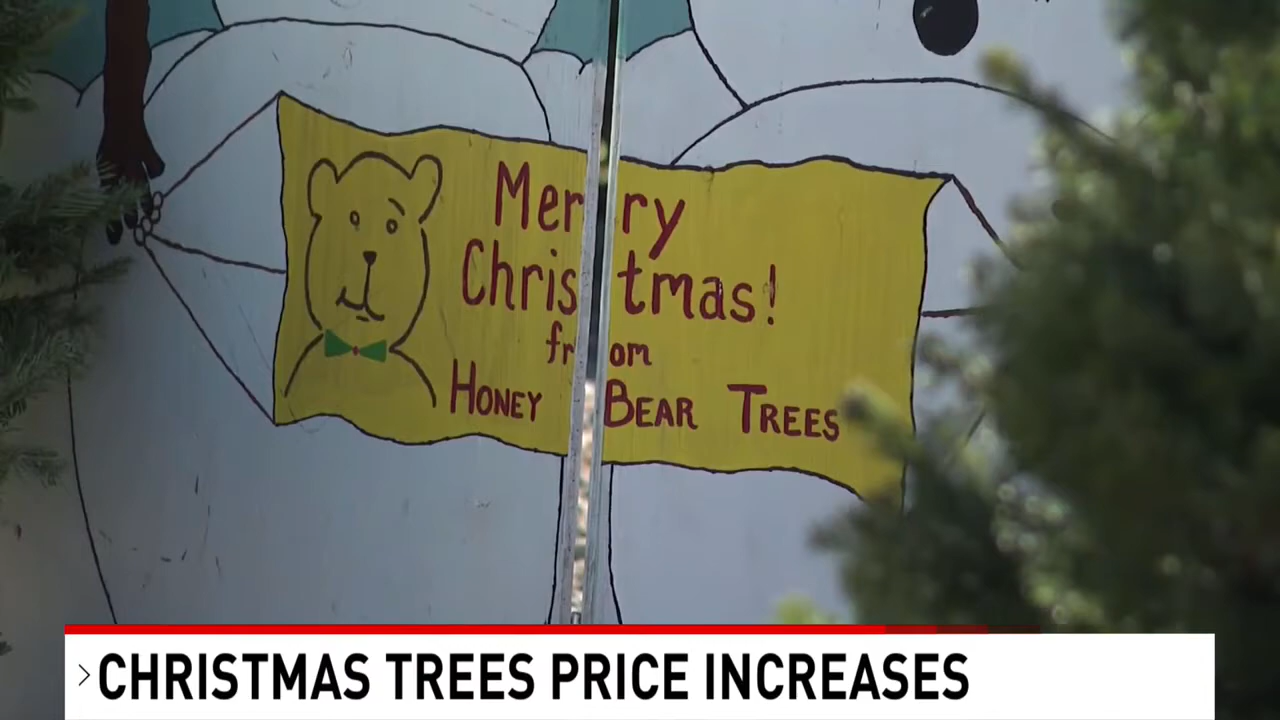 Merry
Christmas!
from
HONEY BEAR TREES
CHRISTMAS TREES PRICE INCREASES